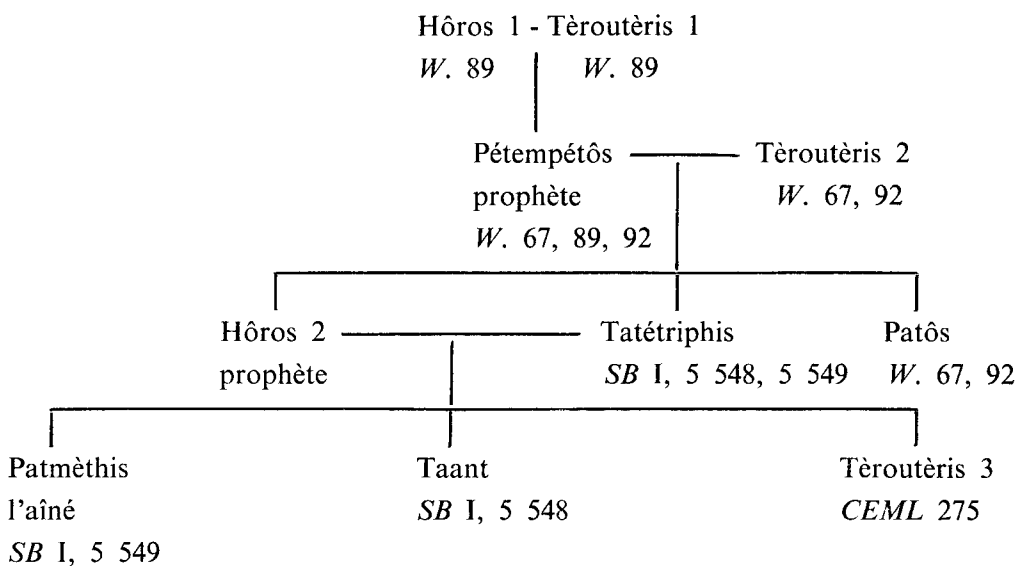 Hôros 1 - Tèroutèris 1
W. 89 W. 89
Pétempétôs Tèroutèris 2
prophète W. 67, 92
W. 67, 89, 92
Hôros 2 Tatétriphis Patôs
prophète SB I, 5 548, 5 549 W. 67, 92
Patmèthis Taant Tèroutèris 3
l'aîné SB I, 5 548 CEML 275
SB I, 5 549